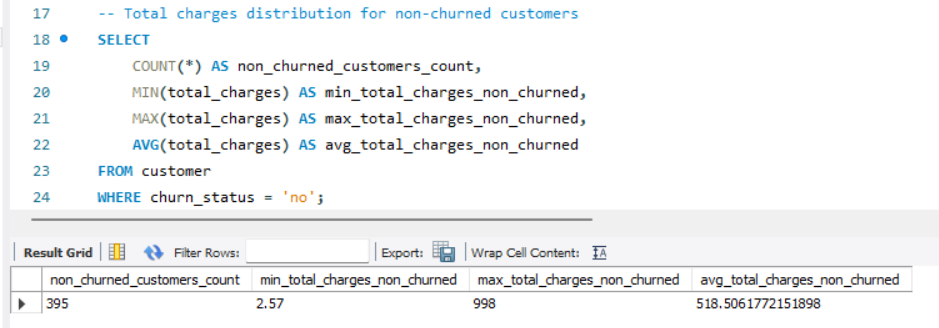 17 -- Total charges distribution for non-churned customers
18 SELECT
19 COUNT(*) AS non_churned_customers_count,
20 MIN(total_charges) AS min_total_charges_non_churned,
21 MAX(total_charges) AS max_total_charges_non_churned,
22 AVG(total_charges) AS avg_total_charges_non_churned
23 FROM customer
24 WHERE churn_status = 'no';
Result Grid Filter Rows: Export: Wrap Cell Content: IA
non_churned_customers_count min_total_charges_non_churned max_total_charges_non_churned avg_total_charges_non_churned
395 2.57 998 518.5061772151898